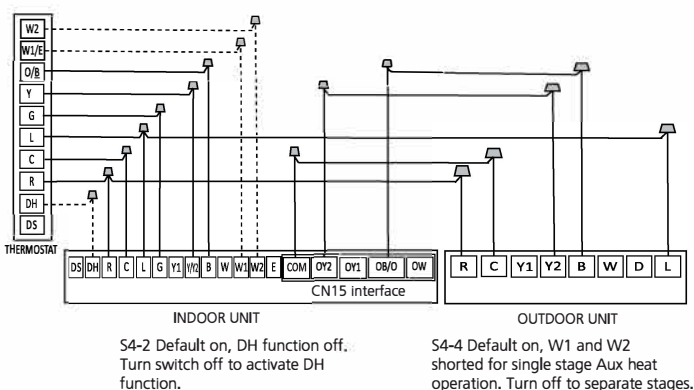 W2
W1/E
O/B
Y
G
L
C
R
DH
DS
THERMOSTAT
DS DH R C L G Y1 Y/Y2 B W W1 W2 E COM OY2 OY1 OB/O OW
CN15 interface
R C Y1 Y2 B W D L
INDOOR UNIT
OUTDOOR UNIT
S4-2 Default on, DH function off.
Turn switch off to activate DH
function.
S4-4 Default on, W1 and W2
shorted for single stage Aux heat
operation. Turn off to separate stages.